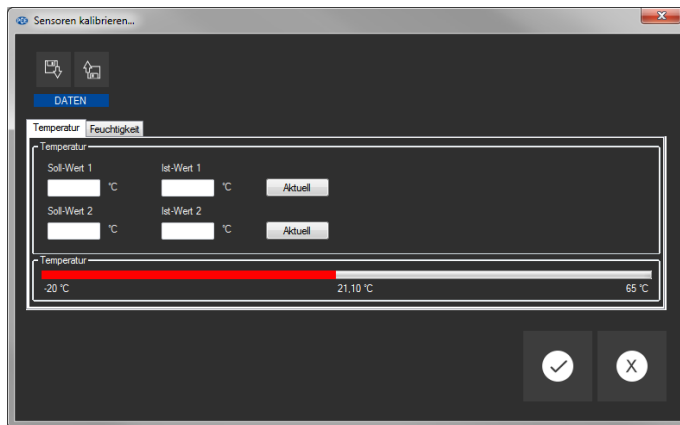 Sensoren kalibrieren...
DATEN
Temperatur Feuchtigkeit
Temperatur
Soll-Wert 1 Ist-Wert 1
°C °C Aktuell
Soll-Wert 2 Ist-Wert 2
°C °C Aktuell
Temperatur
-20 °C 21,10 °C 65 °C
X